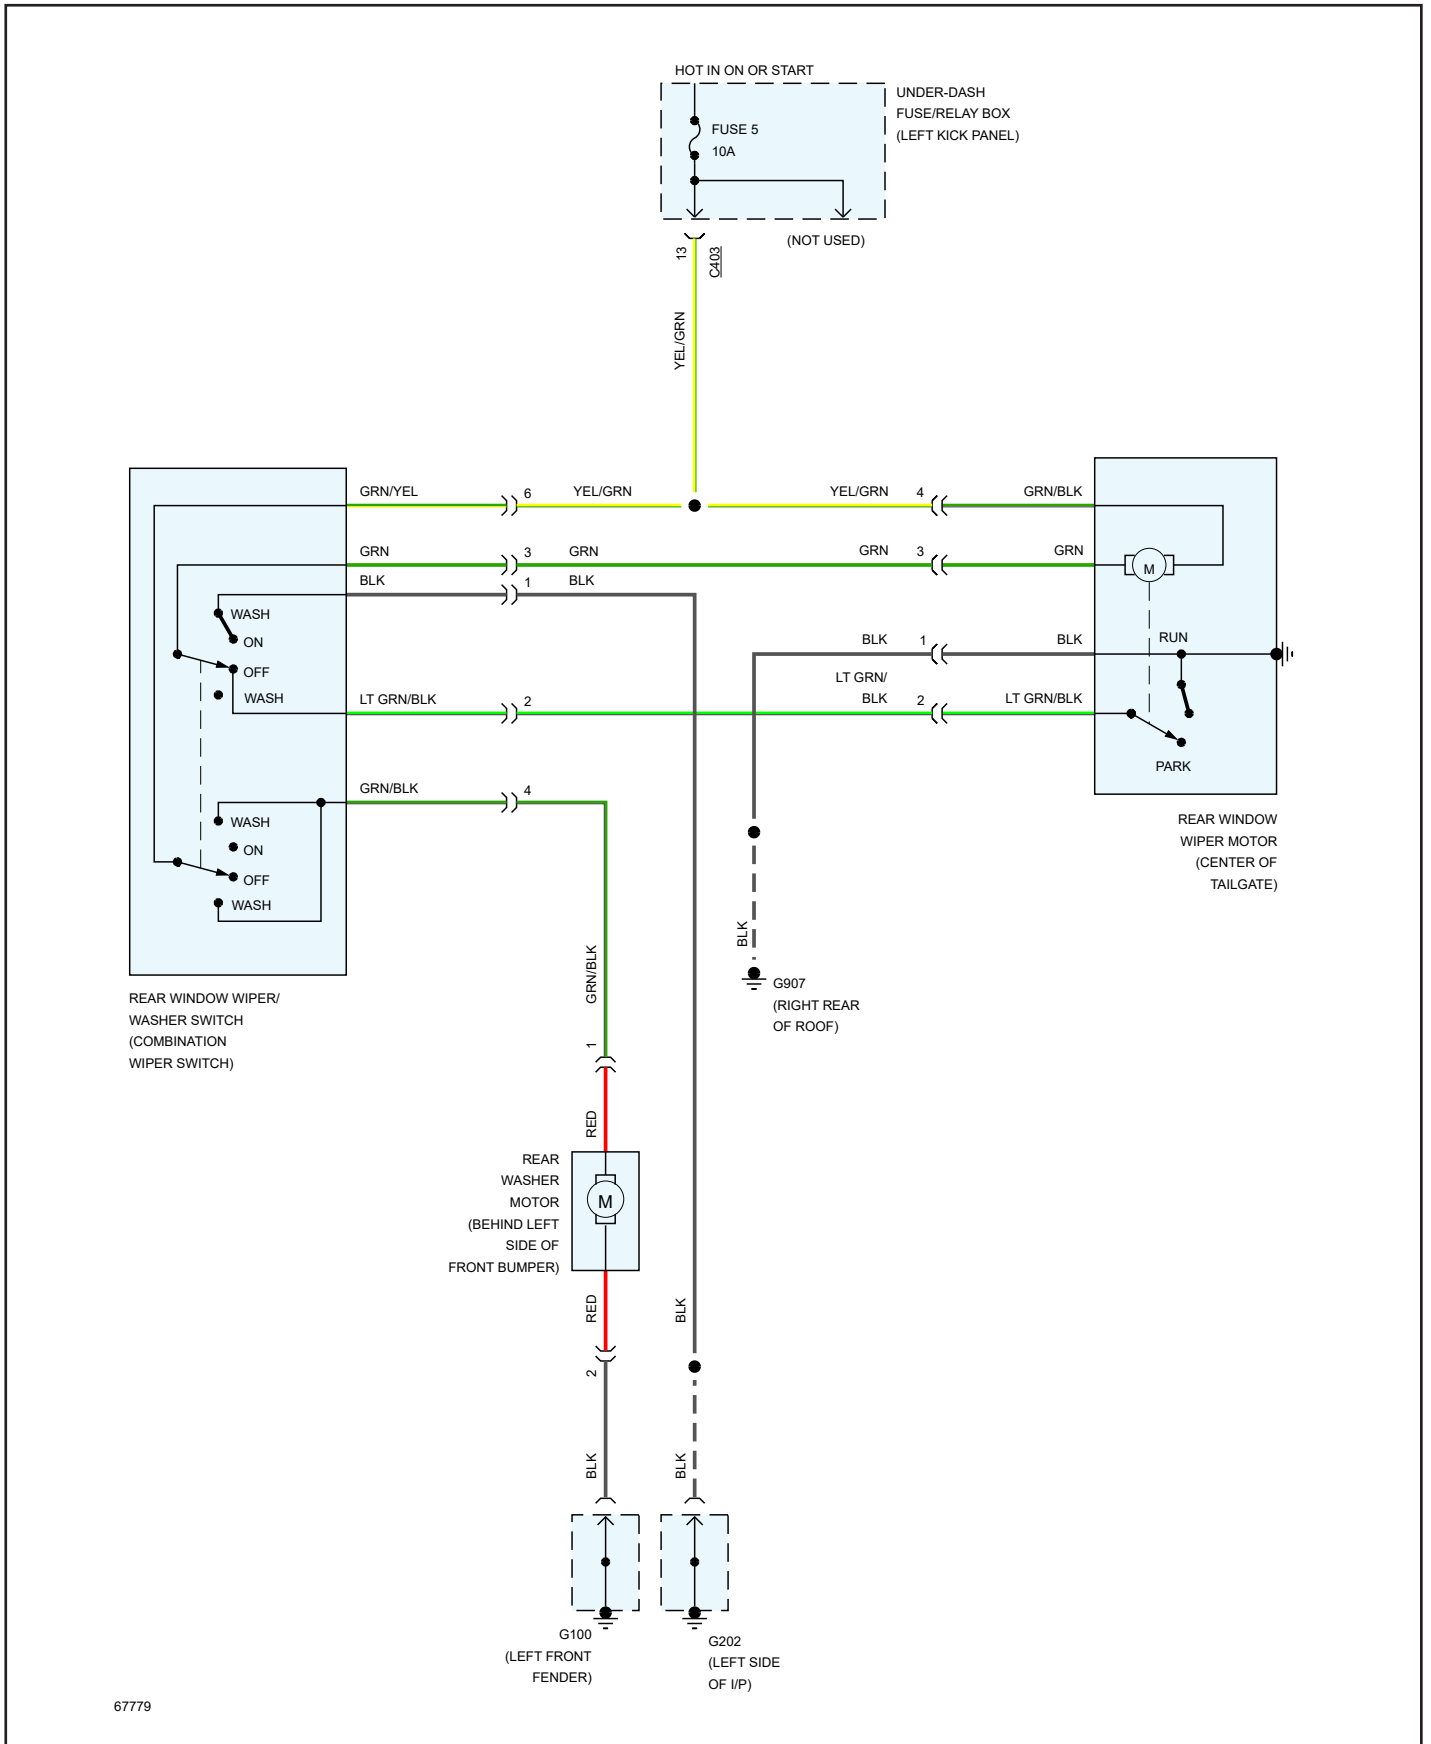 HOT IN ON OR START
UNDER-DASH
FUSE/RELAY BOX
(LEFT KICK PANEL)
FUSE 5
10A
(NOT USED)
13
C403
YEL/GRN
GRN/YEL
6
YEL/GRN
YEL/GRN
4
GRN/BLK
GRN
3
GRN
GRN
3
GRN
BLK
1
BLK
M
WASH
ON
OFF
WASH
BLK
1
BLK
RUN
LT GRN/BLK
2
LT GRN/
BLK
2
LT GRN/BLK
PARK
GRN/BLK
4
WASH
ON
OFF
WASH
REAR WINDOW
WIPER MOTOR
(CENTER OF
TAILGATE)
REAR WINDOW WIPER/
WASHER SWITCH
(COMBINATION
WIPER SWITCH)
GRN/BLK
1
BLK
G907
(RIGHT REAR
OF ROOF)
RED
REAR
WASHER
MOTOR
(BEHIND LEFT
SIDE OF
FRONT BUMPER)
M
RED
2
BLK
BLK
BLK
G100
(LEFT FRONT
FENDER)
G202
(LEFT SIDE
OF I/P)
67779